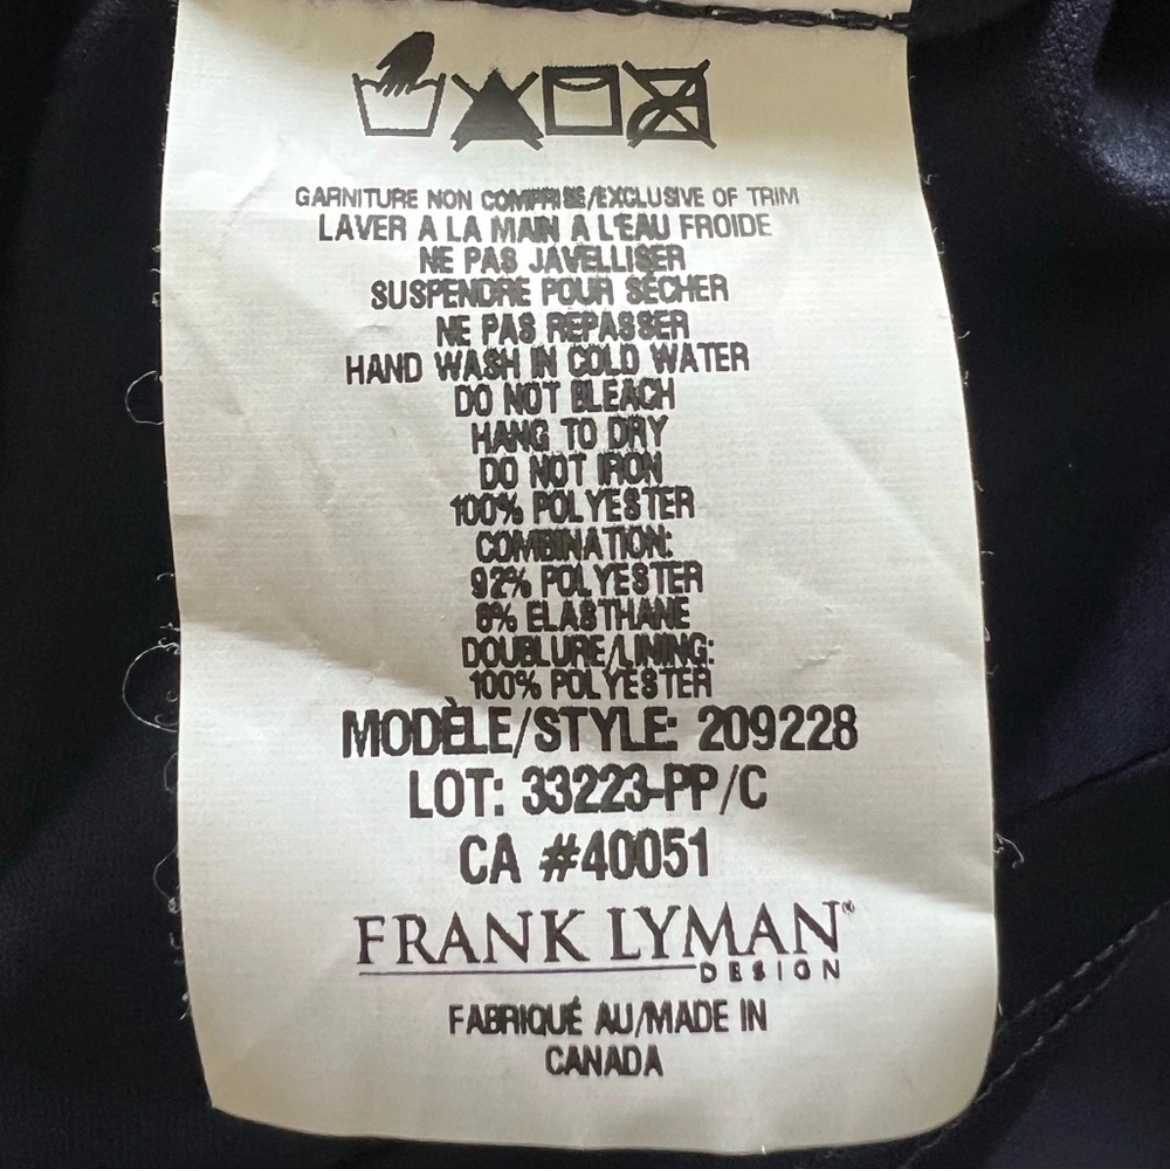 GARNITURE NON COMPRISE/EXCLUSIVE OF TRIM
LAVER A LA MAIN A L'EAU FROIDE
NE PAS JAVELLISER
SUSPENDRE POUR SÉCHER
NE PAS REPASSER
HAND WASH IN COLD WATER
DO NOT BLEACH
HANG TO DRY
DO NOT IRON
100% POLYESTER
COMBINATION:
92% POLYESTER
8% ELASTHANE
DOUBLURE/LINING:
100% POLYESTER
MODÈLE/STYLE: 209228
LOT: 33223-PP/C
CA #40051
FRANK LYMAN®
DESIGN
FABRIQUÉ AU/MADE IN
CANADA